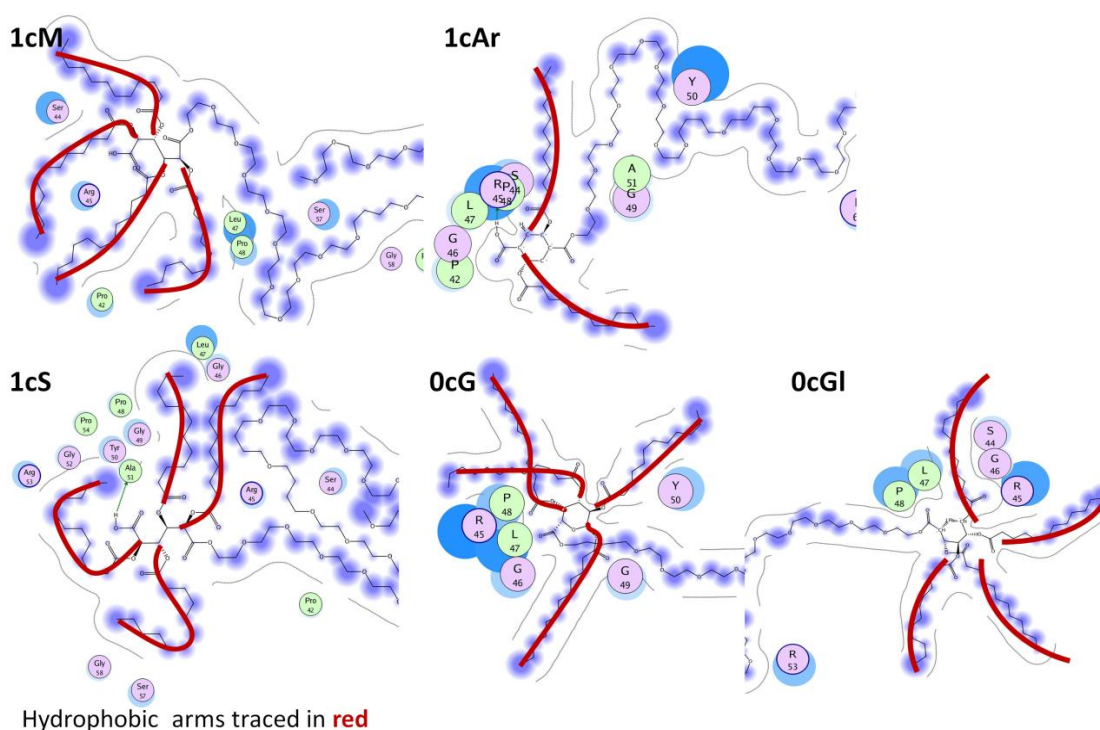 1cM
1cAr
Ser
44
Arg
45
Leu
47
Pro
48
Ser
57
Gly
58
Pro
42
Y
50
A
51
G
49
S
44
R
45
P
48
L
47
G
46
P
42
1cS
0cG
0cGl
Leu
47
Gly
46
Pro
48
Pro
54
Gly
49
Tyr
50
Gly
52
Ala
51
Arg
53
Arg
45
Ser
44
Pro
42
Gly
58
Ser
57
P
48
R
45
L
47
G
46
Y
50
G
49
S
44
G
46
L
47
P
48
R
45
R
53
Hydrophobic arms traced in red